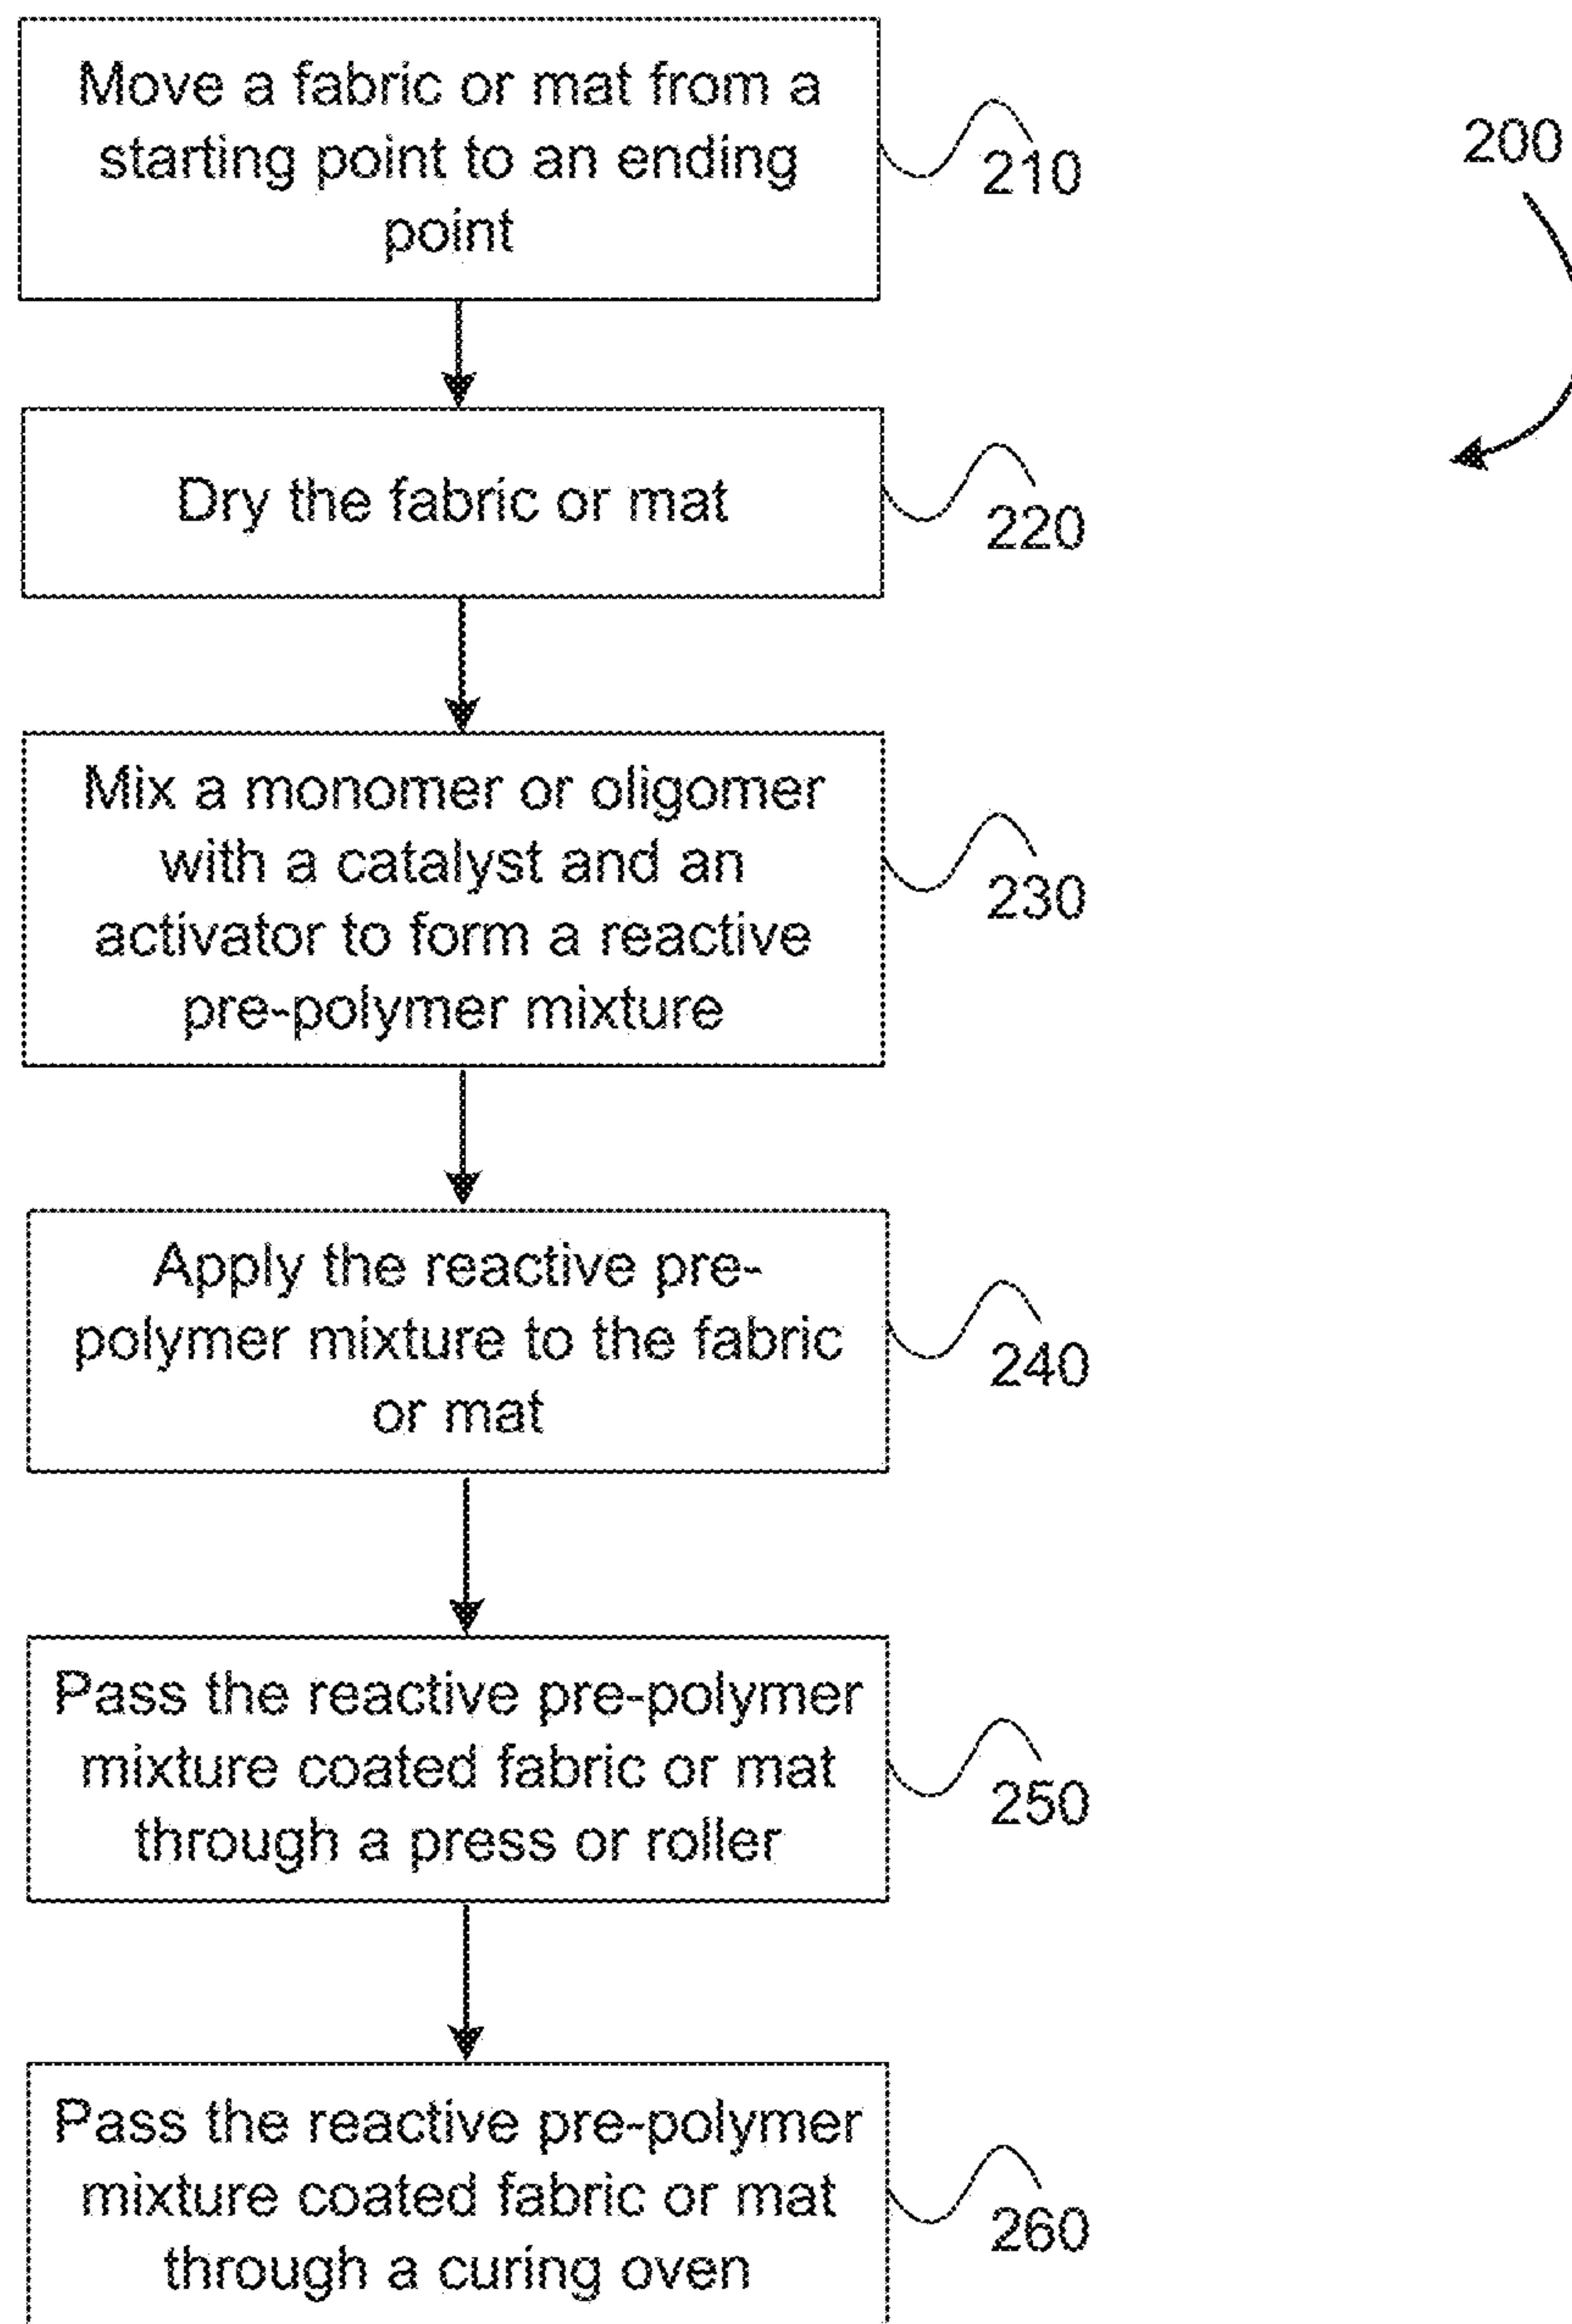 Move a fabric or mat from a
starting point to an ending
point
210
200
Dry the fabric or mat
220
Mix a monomer or oligomer
with a catalyst and an
activator to form a reactive
pre-polymer mixture
230
Apply the reactive pre-
polymer mixture to the fabric
or mat
240
Pass the reactive pre-polymer
mixture coated fabric or mat
through a press or roller
250
Pass the reactive pre-polymer
mixture coated fabric or mat
through a curing oven
260